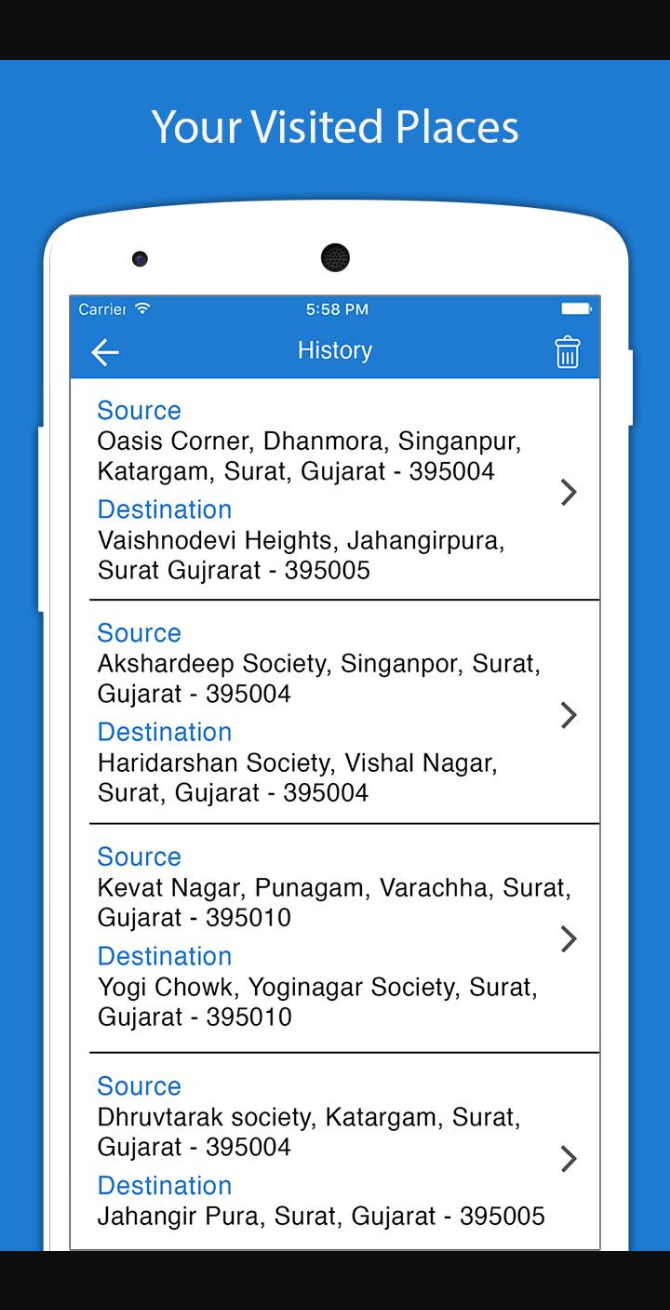 Your Visited Places
Carrier
5:58 PM
History
Source
Oasis Corner, Dhanmora, Singanpur,
Katargam, Surat, Gujarat - 395004
Destination
Vaishnodevi Heights, Jahangirpura,
Surat Gujrarat - 395005
Source
Akshardeep Society, Singanpor, Surat,
Gujarat - 395004
Destination
Haridarshan Society, Vishal Nagar,
Surat, Gujarat - 395004
Source
Kevat Nagar, Punagam, Varachha, Surat,
Gujarat - 395010
Destination
Yogi Chowk, Yoginagar Society, Surat,
Gujarat - 395010
Source
Dhruvtarak society, Katargam, Surat,
Gujarat - 395004
Destination
Jahangir Pura, Surat, Gujarat - 395005